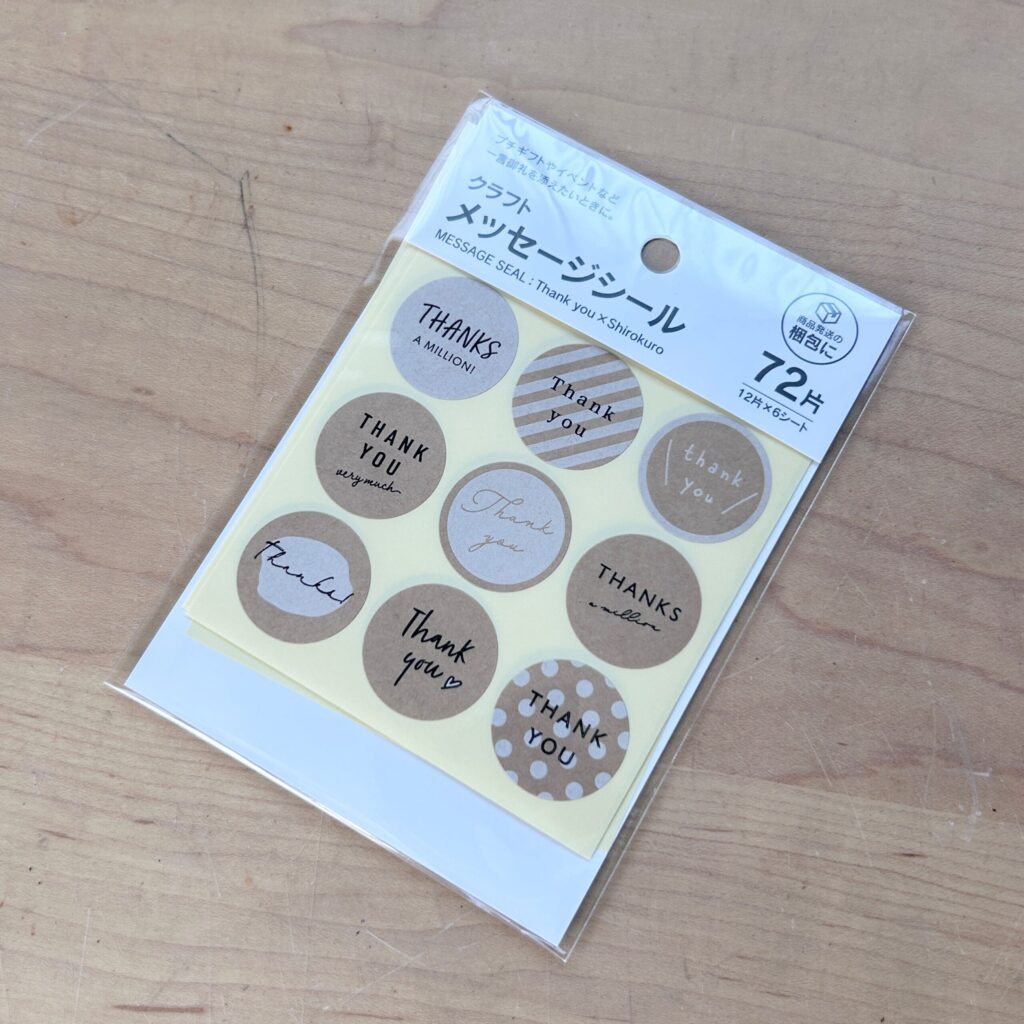 プチギフトやイベントなど
一言御礼を添えたいときに。
クラフト
メッセージシール
MESSAGE SEAL : Thank you × Shirokuro
商品発送の
梱包に
72片
12片×6シート
THANKS
A MILLION!
Thank
you
thank
you
THANK
YOU
very much
Thank
you
THANKS
a million
Thanks!
Thank
you♡
THANK
YOU